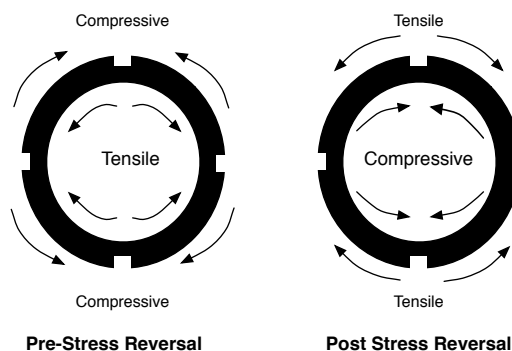 Compressive
Tensile
Tensile
Compressive
Compressive
Tensile
Pre-Stress Reversal
Post Stress Reversal